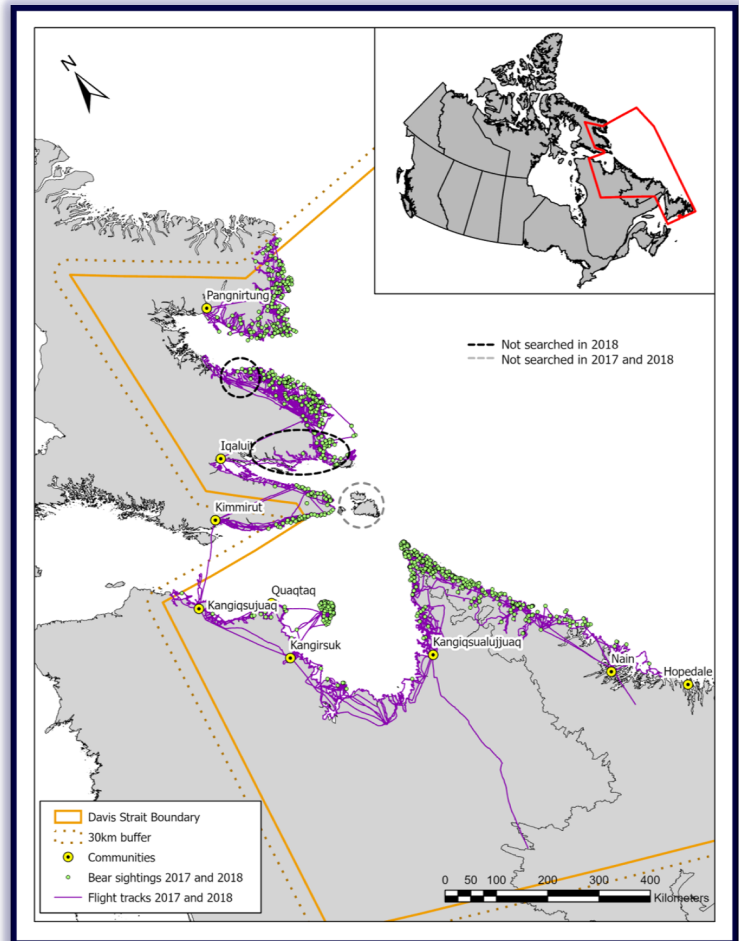 N
Not searched in 2018
Not searched in 2017 and 2018
Pangnirtung
Iqaluit
Kimmirut
Quaqtaq
Kangiqsujuaq
Kangirsuk
Kangiqsualujjuaq
Nain
Hopedale
Davis Strait Boundary
30km buffer
Communities
Bear sightings 2017 and 2018
Flight tracks 2017 and 2018
0 50 100 200 300 400
Kilometers